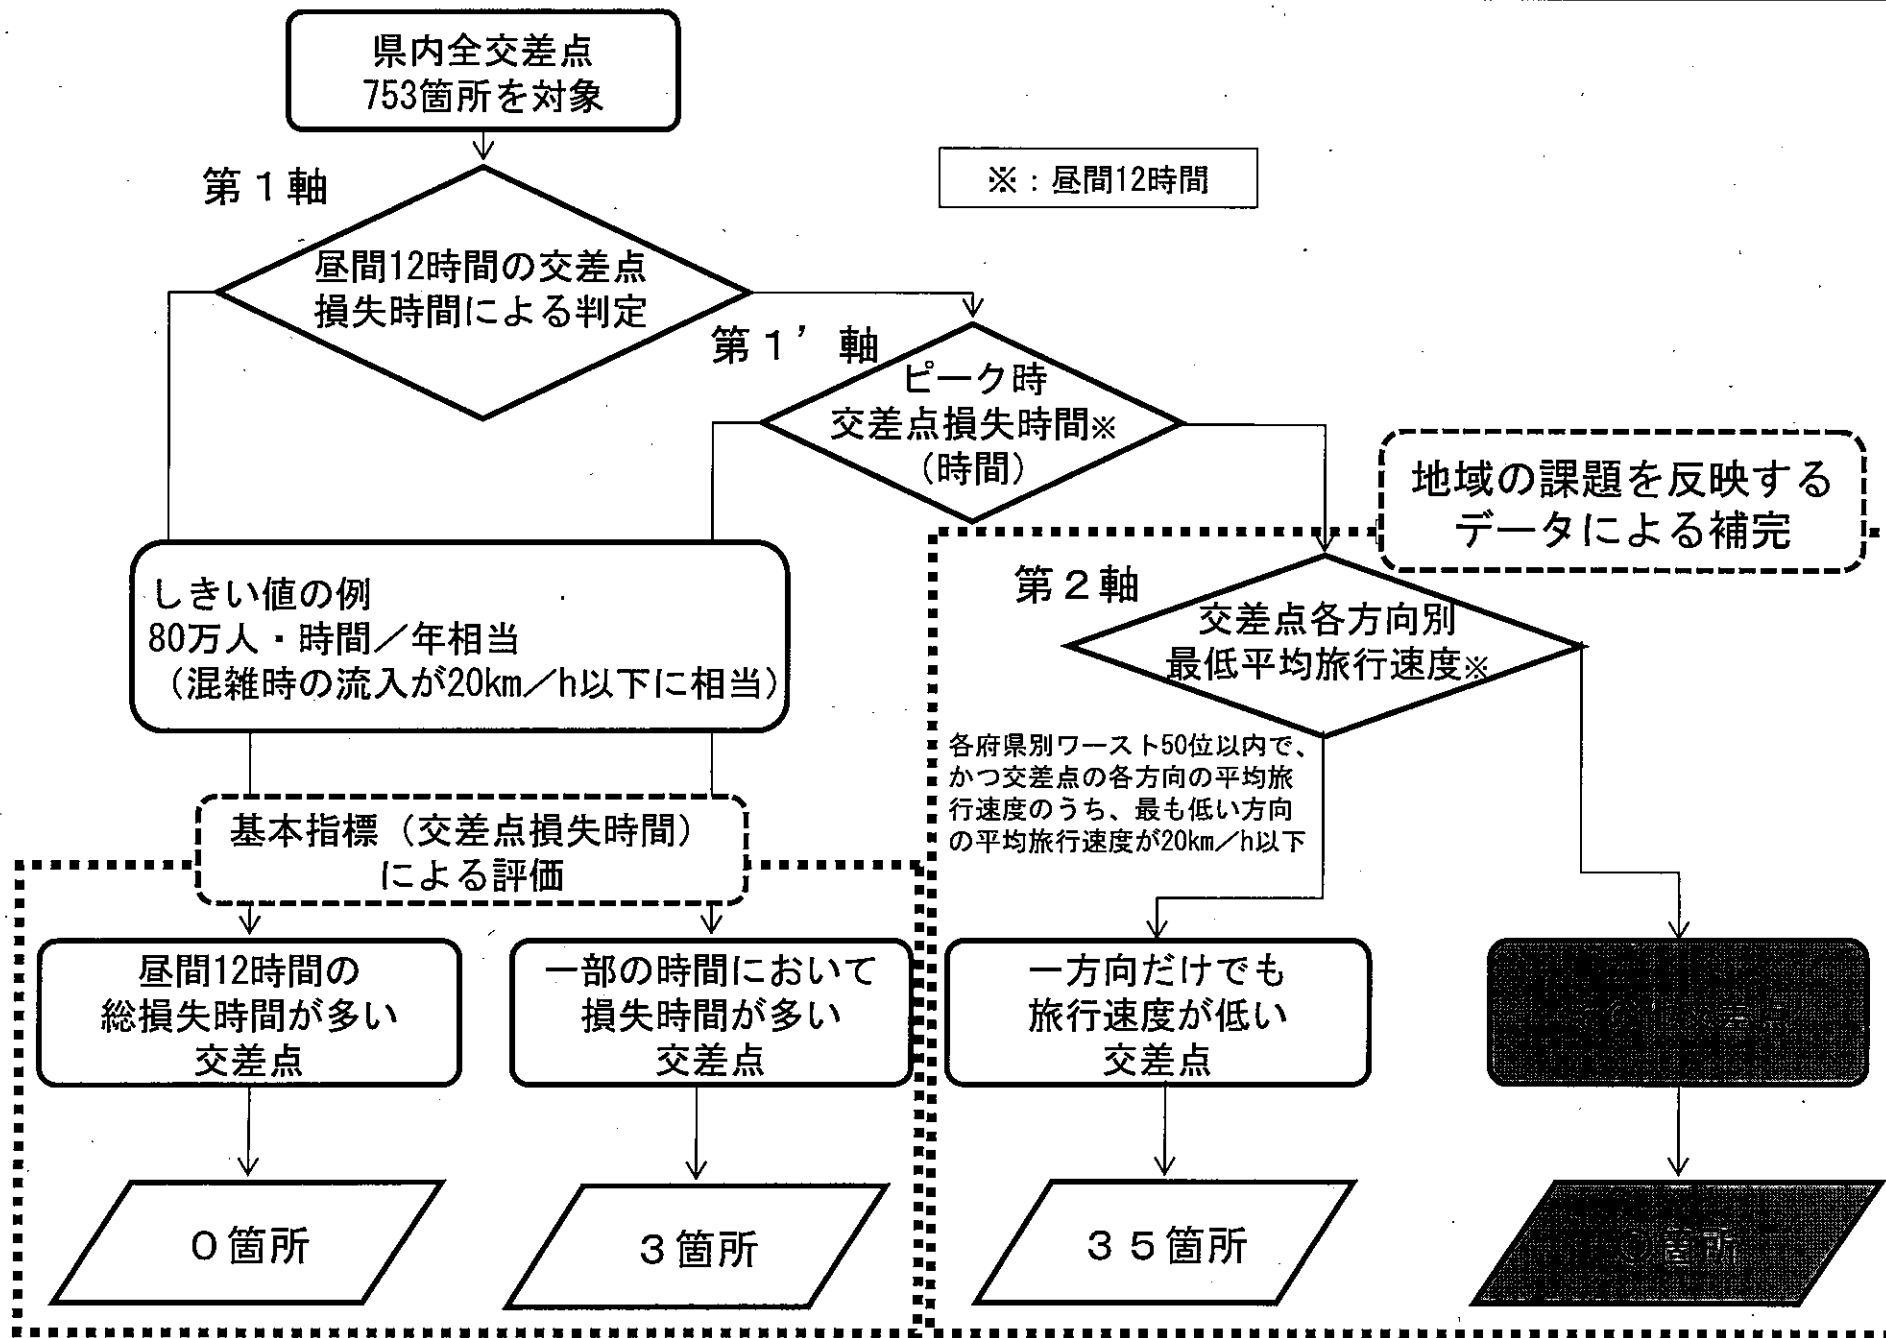 県内全交差点
753箇所を対象
※：昼間12時間
第１軸
昼間12時間の交差点
損失時間による判定
第１’軸
ピーク時
交差点損失時間※
（時間）
地域の課題を反映する
データによる補完
しきい値の例
80万人・時間／年相当
（混雑時の流入が20km／h以下に相当）
第２軸
交差点各方向別
最低平均旅行速度※
各府県別ワースト50位以内で、
かつ交差点の各方向の平均旅
行速度のうち、最も低い方向
の平均旅行速度が20km／h以下
基本指標（交差点損失時間）
による評価
昼間12時間の
総損失時間が多い
交差点
一部の時間において
損失時間が多い
交差点
一方向だけでも
旅行速度が低い
交差点
０箇所
３箇所
３５箇所
箇所